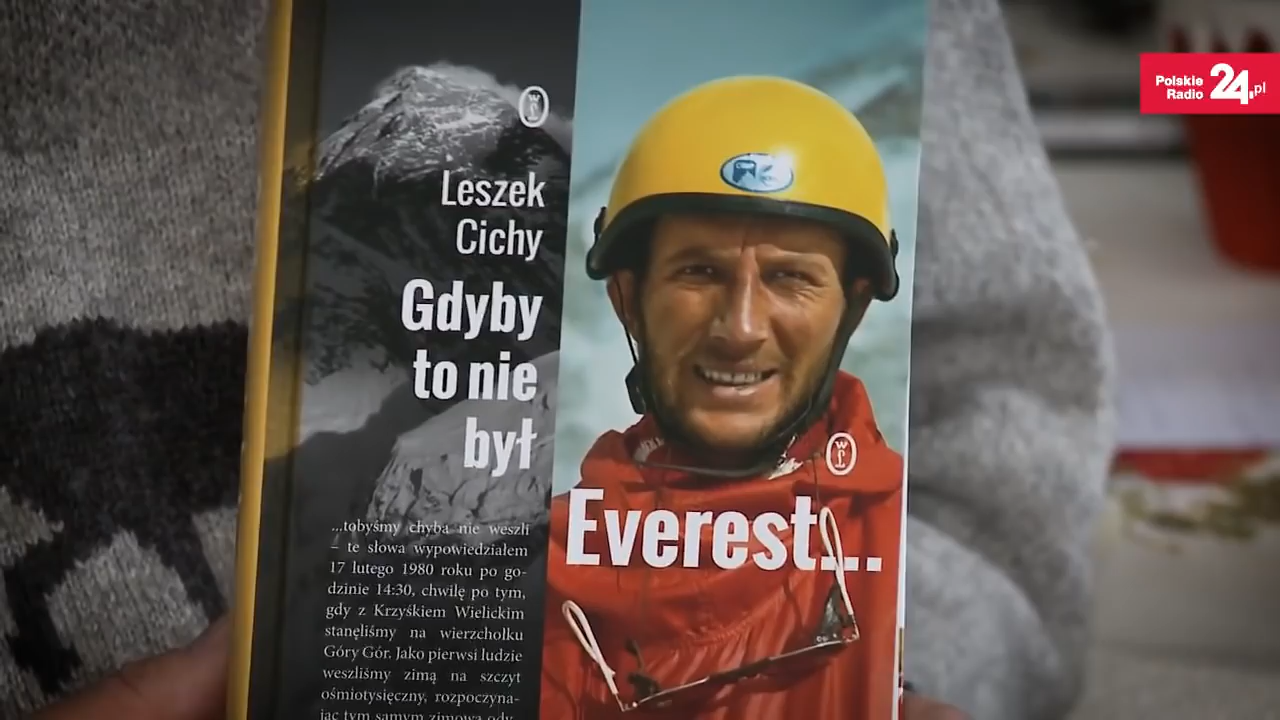 Polskie
Radio 24.pl
Leszek
Cichy
Gdyby
to nie
był
Everest...
...tobyśmy chyba nie weszli
– te słowa wypowiedziałem
17 lutego 1980 roku po go-
dzinie 14:30, chwilę po tym,
gdy z Krzyśkiem Wielickim
stanęliśmy na wierzchołku
Góry Gór. Jako pierwsi ludzie
weszliśmy zimą na szczyt
ośmiotysięczny, rozpoczyna-
jąc tym samym zimową ody-